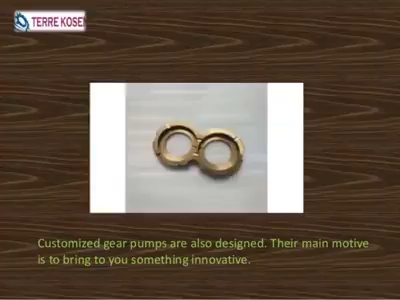 TERRE KOSEI
Customized gear pumps are also designed. Their main motive
is to bring to you something innovative.